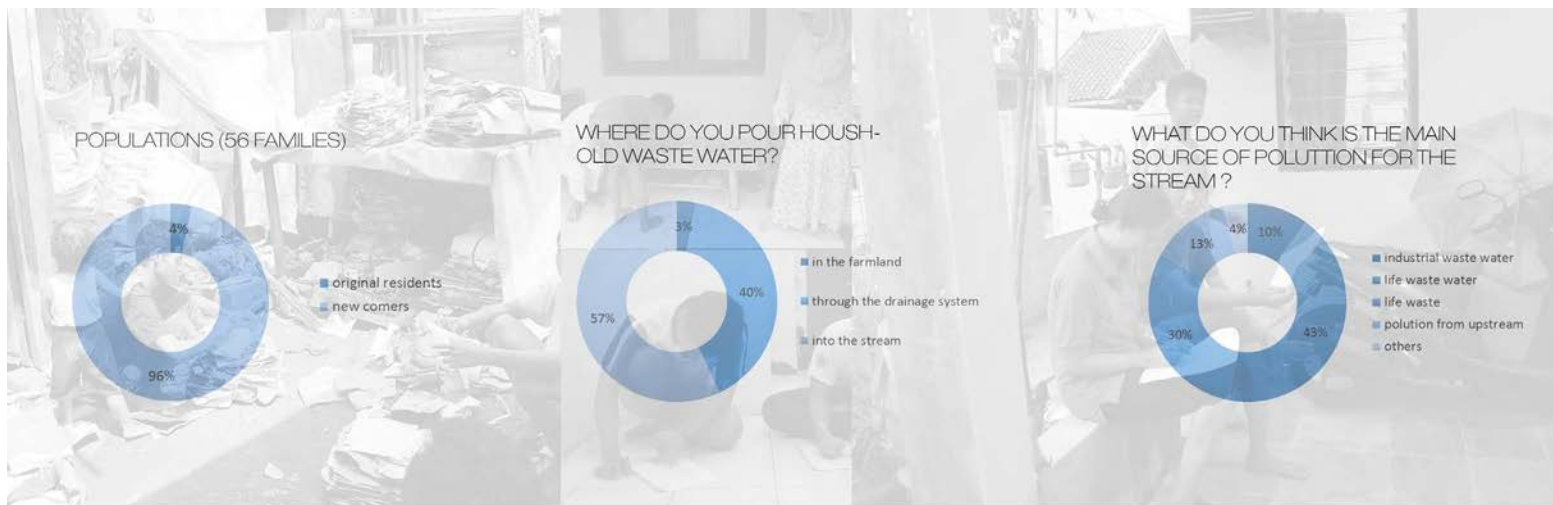 POPULATIONS (56 FAMILIES)
4%
96%
original residents
new comers
WHERE DO YOU POUR HOUSH-
OLD WASTE WATER?
3%
40%
57%
in the farmland
through the drainage system
into the stream
WHAT DO YOU THINK IS THE MAIN
SOURCE OF POLUTTION FOR THE
STREAM ?
4%
10%
13%
30%
43%
industrial waste water
life waste water
life waste
polution from upstream
others